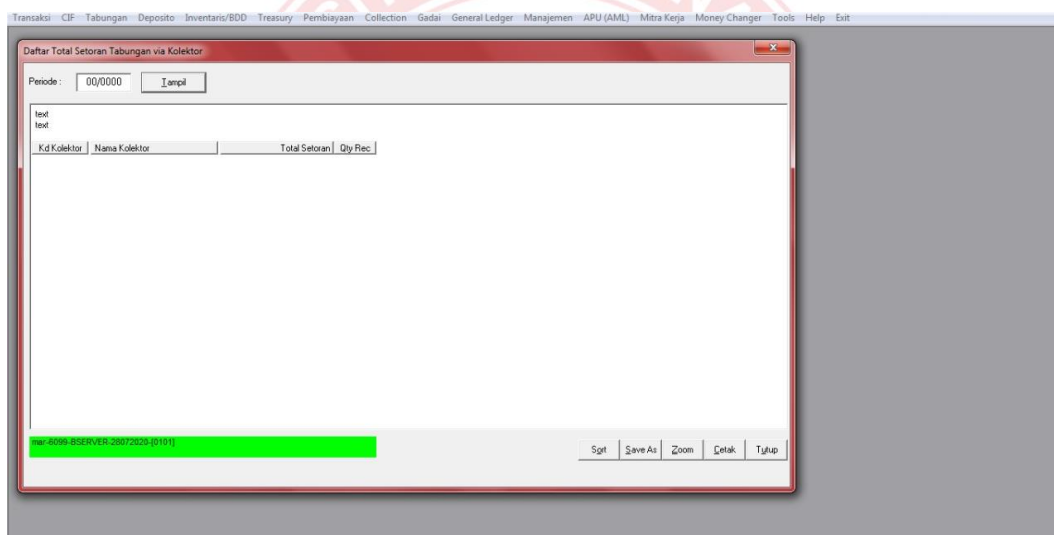 Transaksi CIF Tabungan Deposito Inventaris/BDD Treasury Pembiayaan Collection Gadai General Ledger Manajemen APU (AML) Mitra Kerja Money Changer Tools Help Exit
Daftar Total Setoran Tabungan via Kolektor
Periode : 00/0000 Tampil
text
text
Kd Kolektor Nama Kolektor Total Setoran Qty Rec
mar-6099-BSERVER-28072020-[0101]
Sort Save As Zoom Cetak Tutup